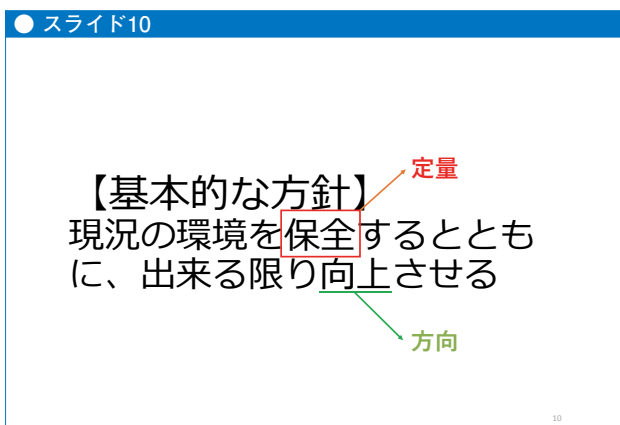 スライド10
定量
【基本的な方針】
現況の環境を保全するととも
に、出来る限り向上させる
方向
10